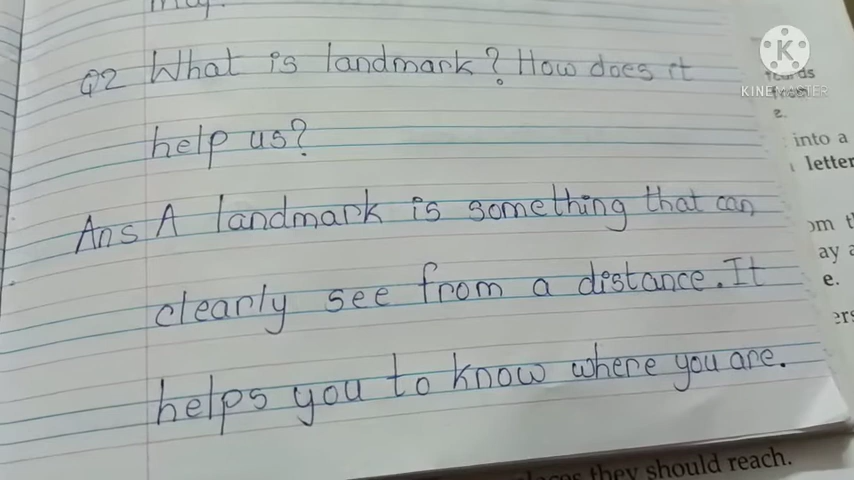 Q2 What is landmark? How does it
help us?
Ans A landmark is something that can
clearly see from a distance. It
helps you to know where you are.
KINEMASTER
into a
letter
ay a
e.
they should reach.